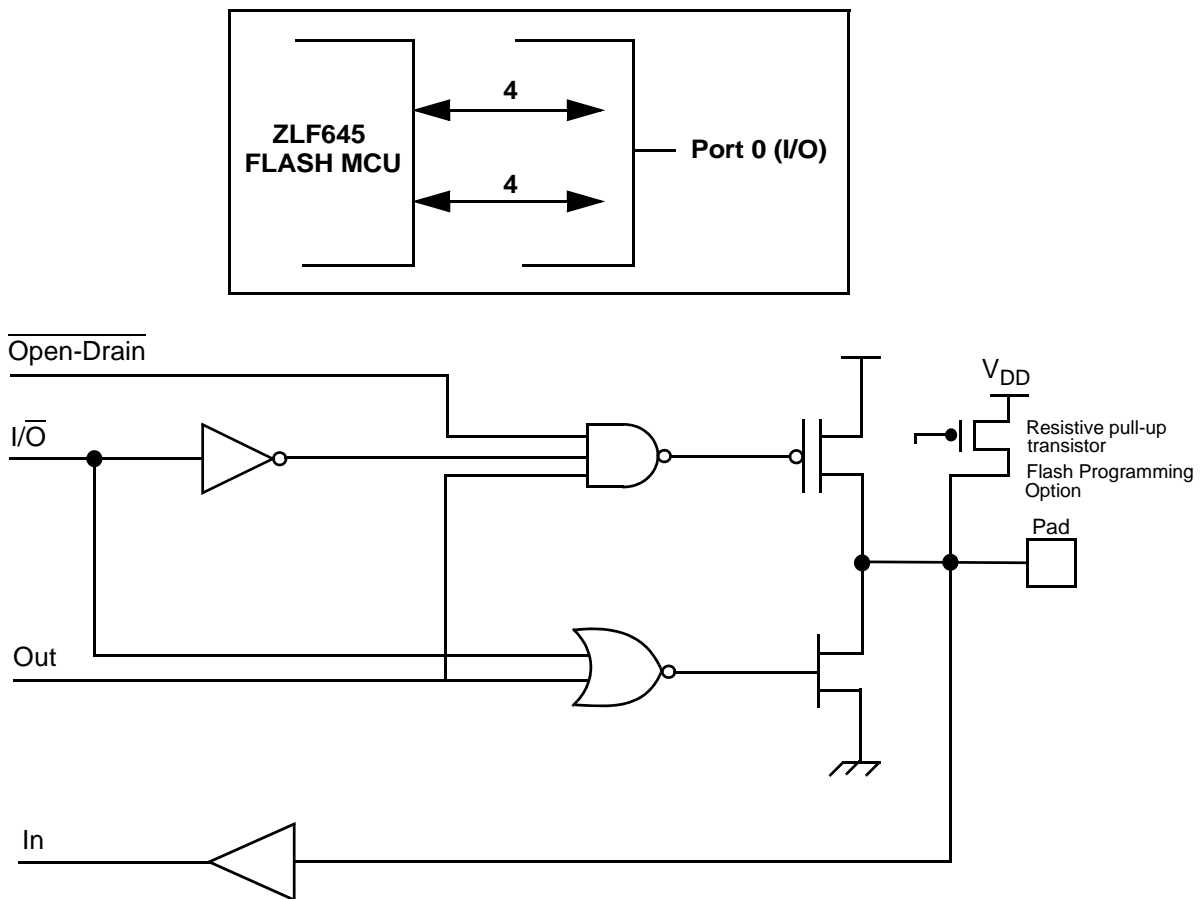 4
ZLF645
FLASH MCU
Port 0 (I/O)
4
Open-Drain
VDD
I/O
Resistive pull-up
transistor
Flash Programming
Option
Pad
Out
In